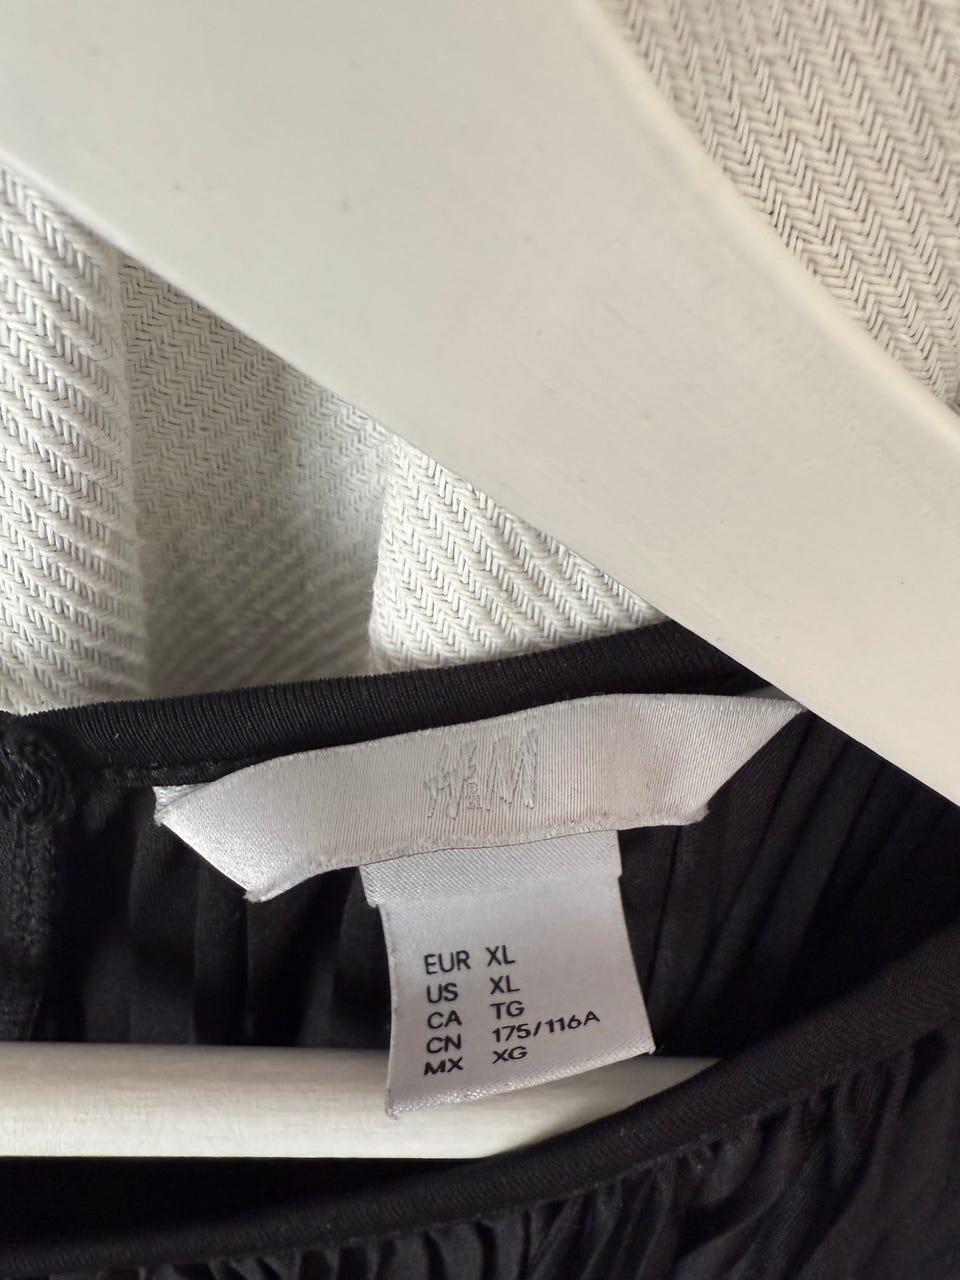 H&M
EUR XL
US XL
CA TG
CN 175/116A
MX XG